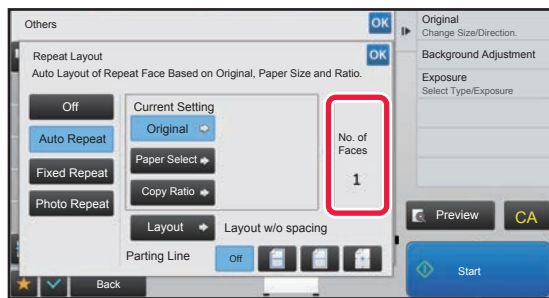 Others
OK
Repeat Layout
OK
Auto Layout of Repeat Face Based on Original, Paper Size and Ratio.
Off
Auto Repeat
Fixed Repeat
Photo Repeat
Current Setting
Original
Paper Select
Copy Ratio
Layout
Layout w/o spacing
Parting Line
Off
No. of
Faces
1
Back
Original
Change Size/Direction.
Background Adjustment
Exposure
Select Type/Exposure
Preview
CA
Start